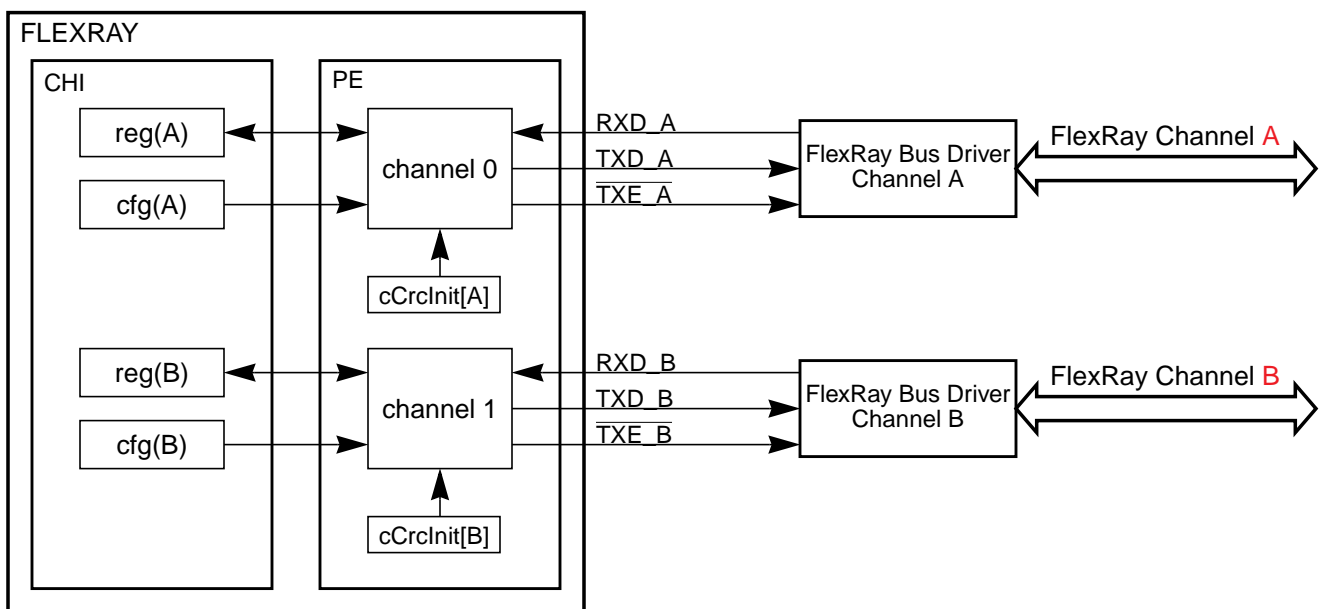 FLEXRAY
CHI
PE
reg(A)
cfg(A)
channel 0
cCrcInit[A]
RXD_A
TXD_A
TXE_A
FlexRay Bus Driver
Channel A
FlexRay Channel A
reg(B)
cfg(B)
channel 1
cCrcInit[B]
RXD_B
TXD_B
TXE_B
FlexRay Bus Driver
Channel B
FlexRay Channel B